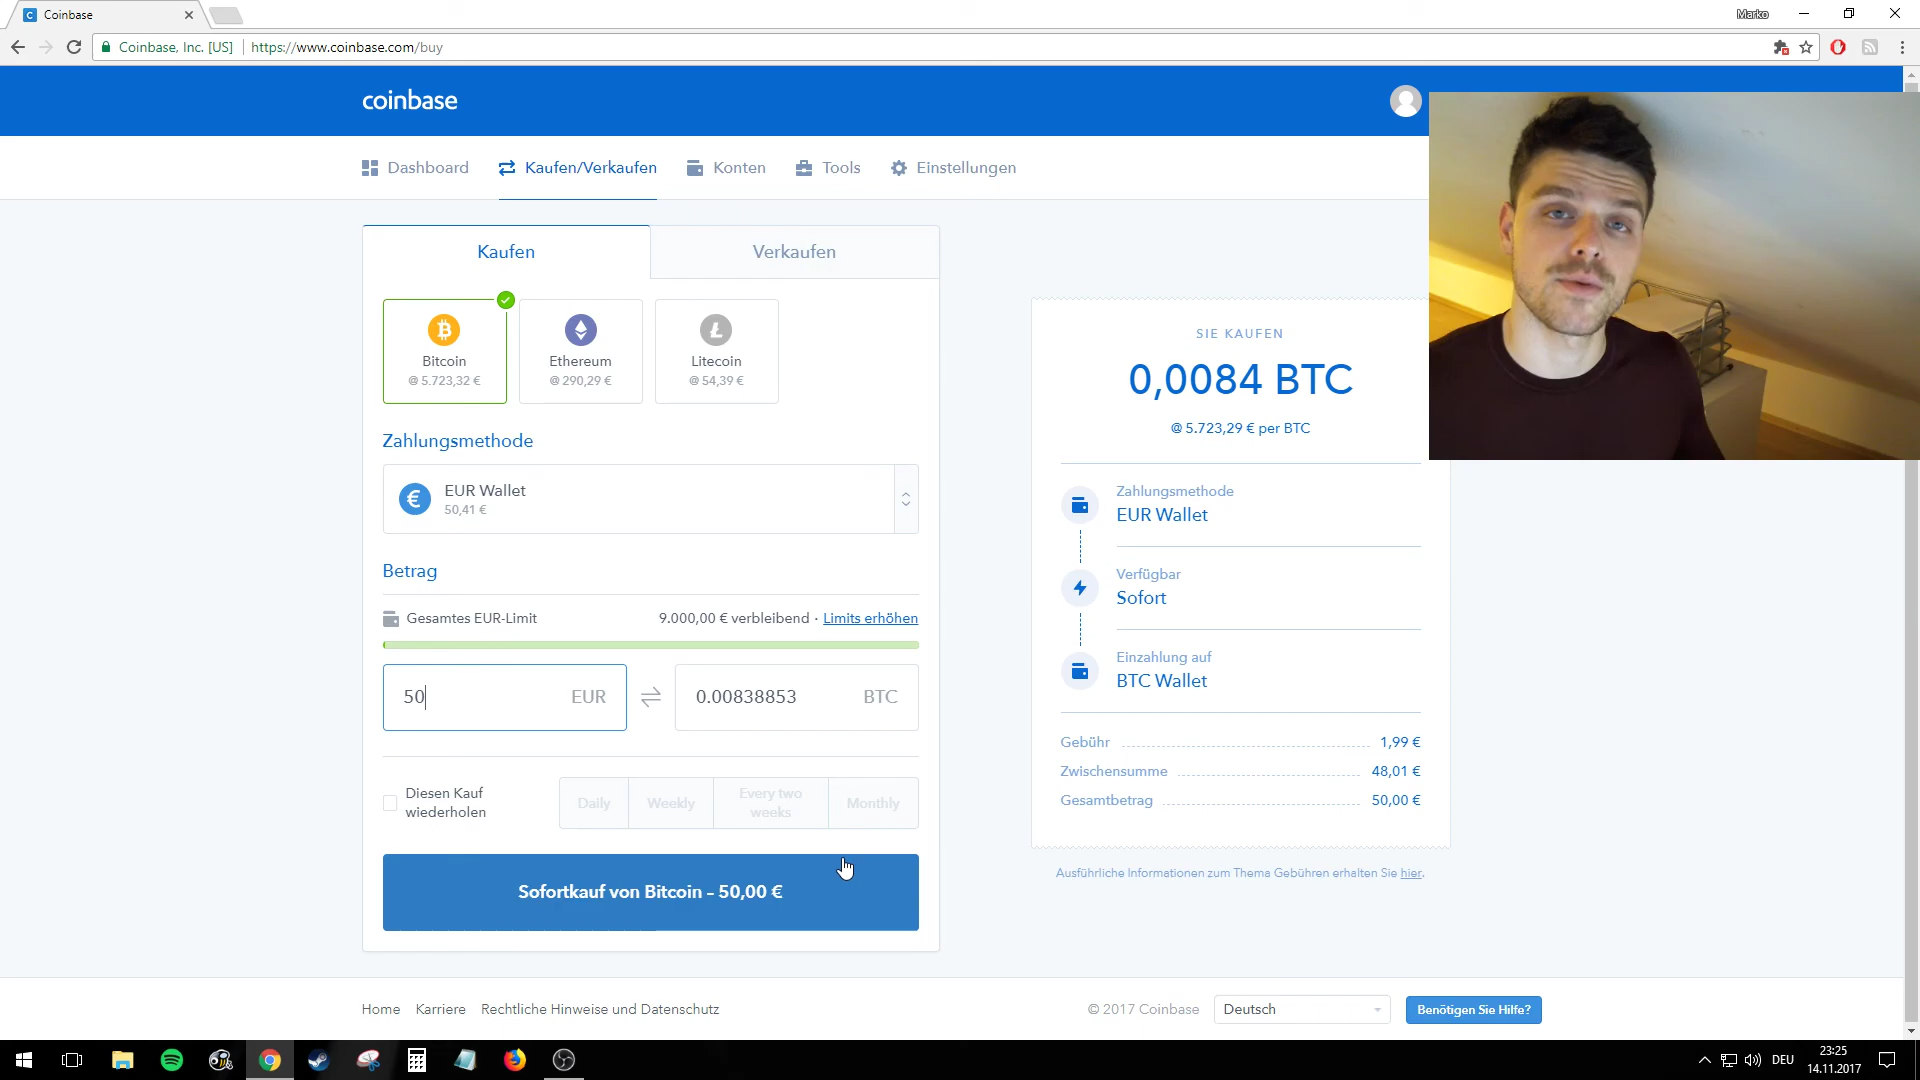 Coinbase
Marko
Coinbase, Inc. [US] https://www.coinbase.com/buy
coinbase
Dashboard Kaufen/Verkaufen Konten Tools Einstellungen
Kaufen Verkaufen
Bitcoin Ethereum Litecoin
@ 5.723,32 € @ 290,29 € @ 54,39 €
Zahlungsmethode
EUR Wallet
50,41 €
Betrag
Gesamtes EUR-Limit 9.000,00 € verbleibend · Limits erhöhen
50 EUR 0.00838853 BTC
Diesen Kauf
wiederholen
Daily Weekly Every two
weeks Monthly
Sofortkauf von Bitcoin – 50,00 €
SIE KAUFEN
0,0084 BTC
@ 5.723,29 € per BTC
Zahlungsmethode
EUR Wallet
Verfügbar
Sofort
Einzahlung auf
BTC Wallet
Gebühr 1,99 €
Zwischensumme 48,01 €
Gesamtbetrag 50,00 €
Ausführliche Informationen zum Thema Gebühren erhalten Sie hier.
Home Karriere Rechtliche Hinweise und Datenschutz © 2017 Coinbase Deutsch Benötigen Sie Hilfe?
DEU
23:25
14.11.2017